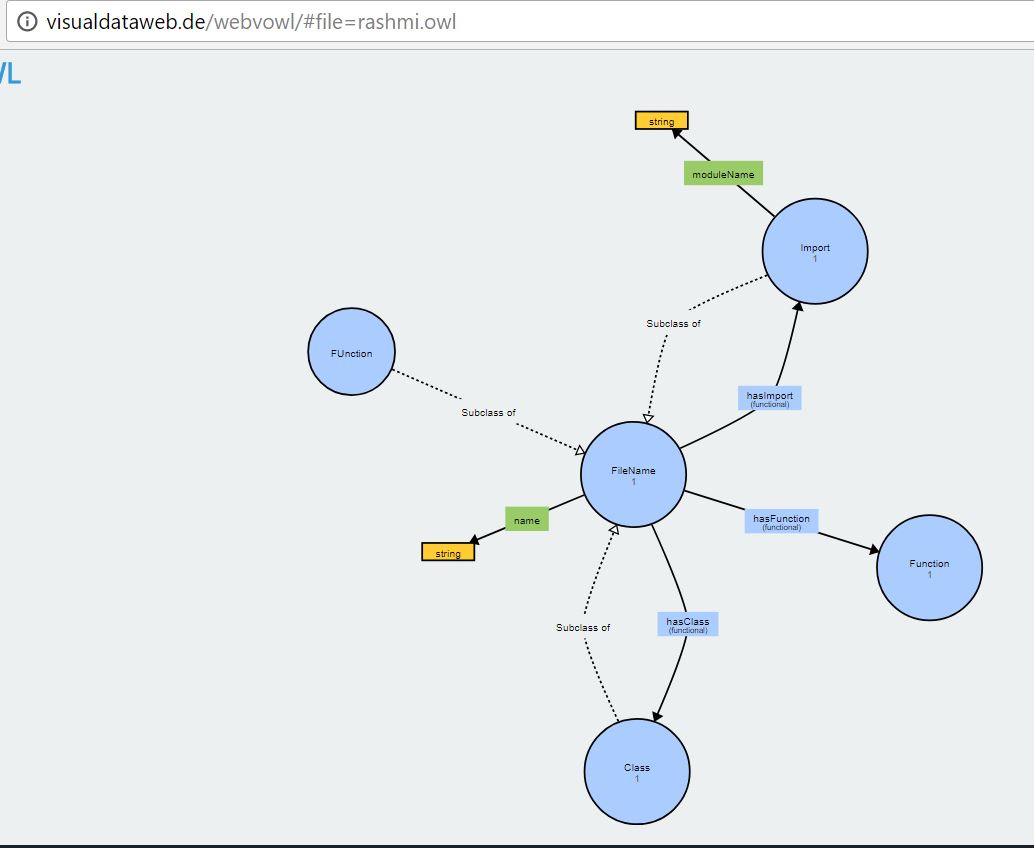 visualdataweb.de/webvowl/#file=rashmi.owl
VL
string
moduleName
Import
1
Subclass of
FUnction
hasImport
(functional)
Subclass of
FileName
1
name
hasFunction
(functional)
string
Function
1
hasClass
(functional)
Subclass of
Class
1